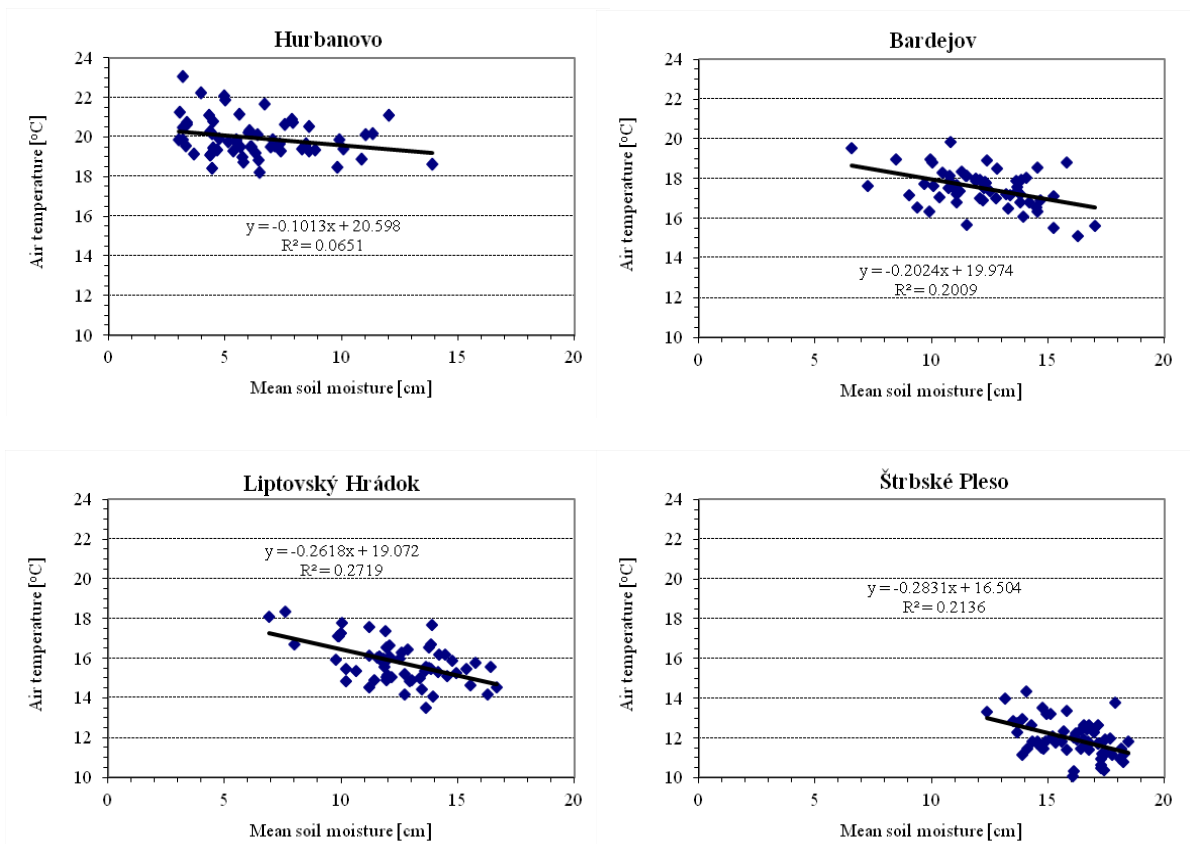 Hurbanovo
24
22
20
18
16
14
12
10
0
5
10
15
20
Air temperature [°C]
Mean soil moisture [cm]
y = -0.1013x + 20.598
R² = 0.0651
Bardejov
24
22
20
18
16
14
12
10
0
5
10
15
20
Air temperature [°C]
Mean soil moisture [cm]
y = -0.2024x + 19.974
R² = 0.2009
Liptovský Hrádok
24
22
20
18
16
14
12
10
0
5
10
15
20
Air temperature [°C]
Mean soil moisture [cm]
y = -0.2618x + 19.072
R² = 0.2719
Štrbské Pleso
24
22
20
18
16
14
12
10
0
5
10
15
20
Air temperature [°C]
Mean soil moisture [cm]
y = -0.2831x + 16.504
R² = 0.2136